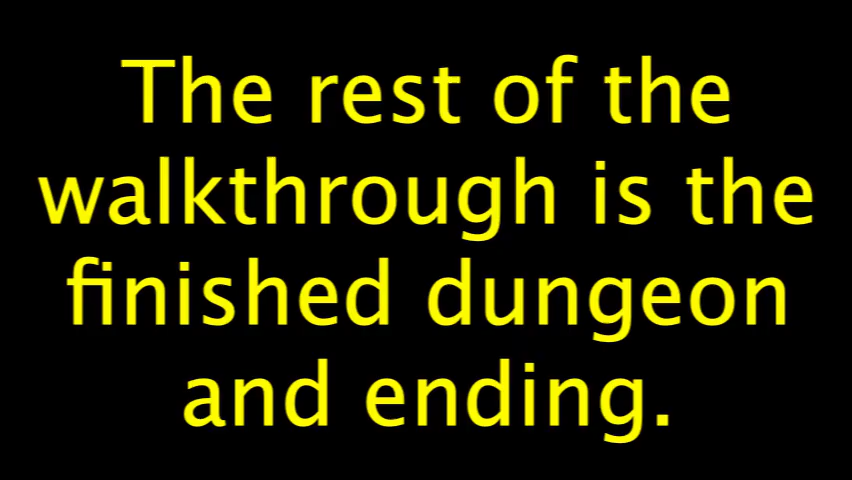 The rest of the
walkthrough is the
finished dungeon
and ending.